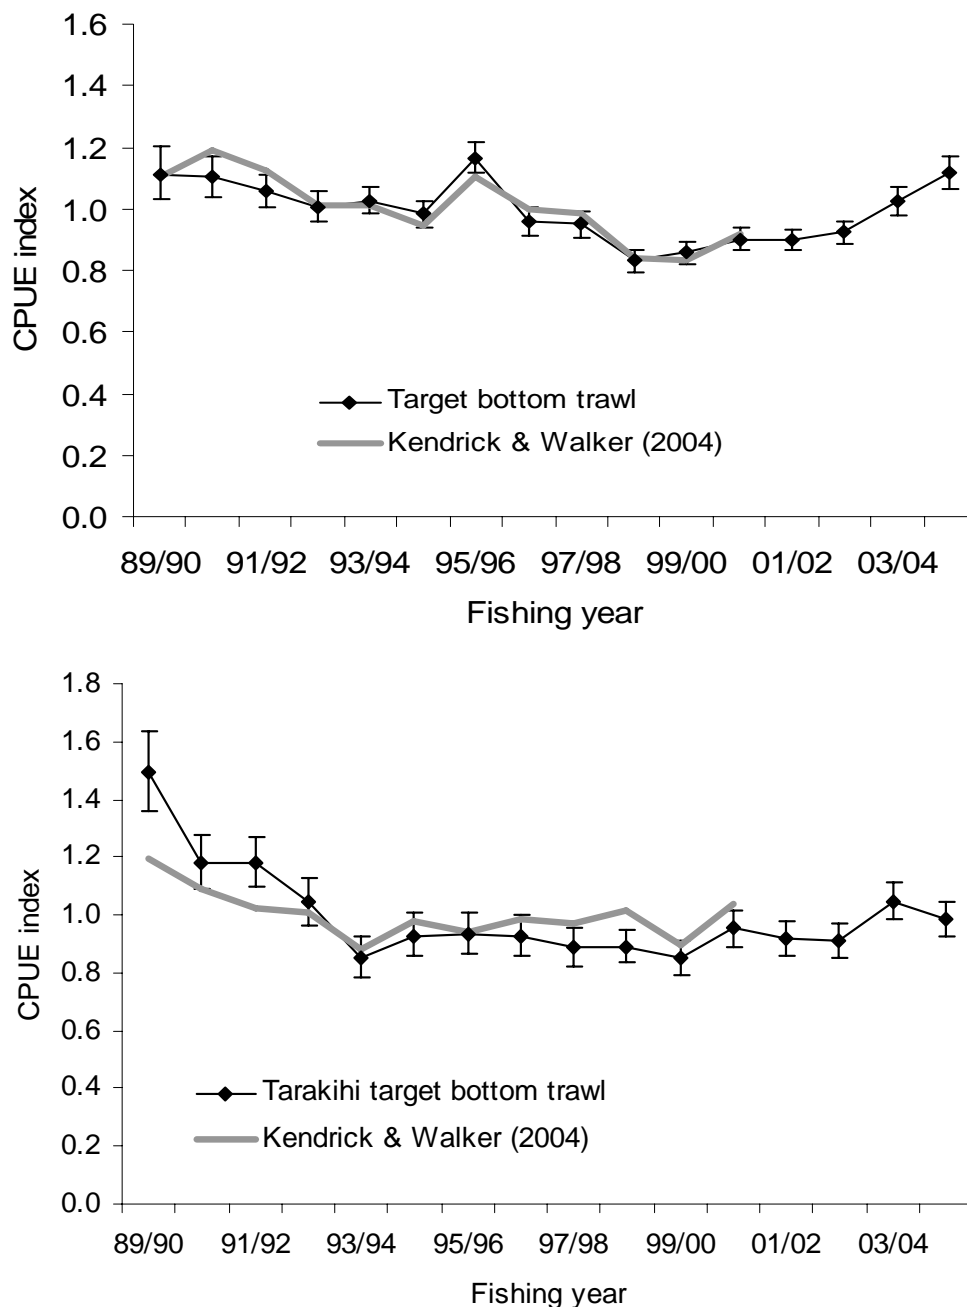 1.6
1.4
1.2
1.0
0.8
0.6
0.4
0.2
0.0
CPUE index
Target bottom trawl
Kendrick & Walker (2004)
89/90 91/92 93/94 95/96 97/98 99/00 01/02 03/04
Fishing year
1.8
1.6
1.4
1.2
1.0
0.8
0.6
0.4
0.2
0.0
CPUE index
Tarakihi target bottom trawl
Kendrick & Walker (2004)
89/90 91/92 93/94 95/96 97/98 99/00 01/02 03/04
Fishing year